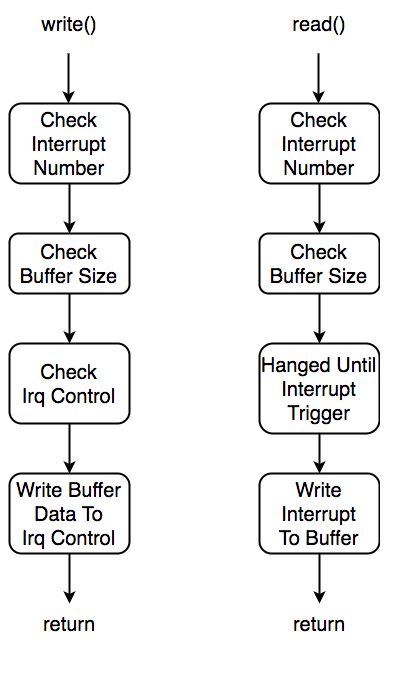 write()
Check
Interrupt
Number
Check
Buffer Size
Check
Irq Control
Write Buffer
Data To
Irq Control
return
read()
Check
Interrupt
Number
Check
Buffer Size
Hanged Until
Interrupt
Trigger
Write
Interrupt
To Buffer
return